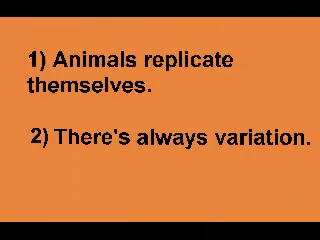 1) Animals replicate
themselves.
2) There's always variation.